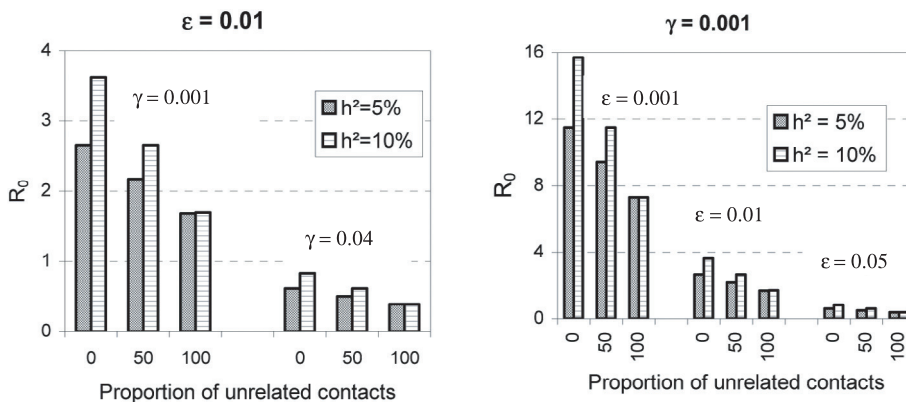 ε = 0.01
4
3
2
1
0
R₀
γ = 0.001
γ = 0.04
h²=5%
h²=10%
0 50 100 0 50 100
Proportion of unrelated contacts
γ = 0.001
16
12
8
4
0
R₀
ε = 0.001
ε = 0.01
ε = 0.05
h² = 5%
h² = 10%
0 50 100 0 50 100 0 50 100
Proportion of unrelated contacts